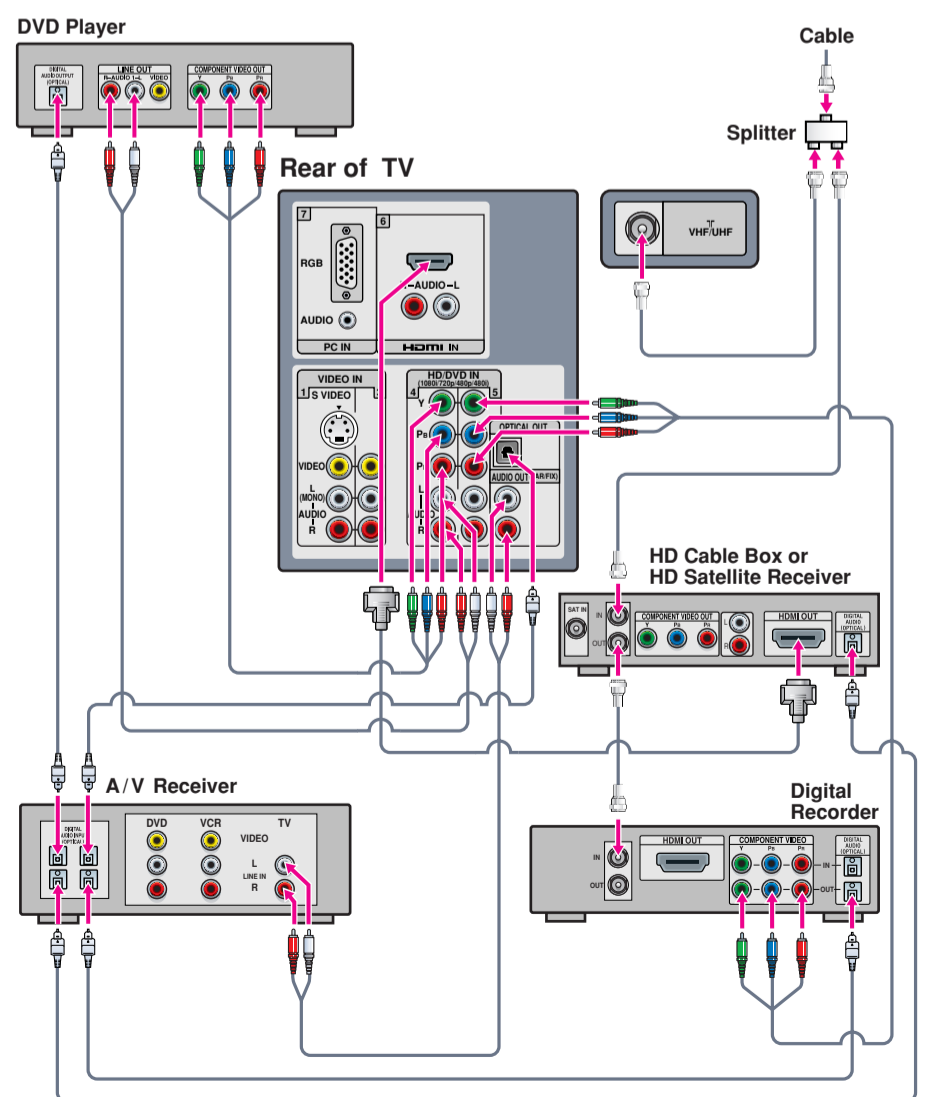 DVD Player
DIGITAL
AUDIO OUTPUT
(OPTICAL)
LINE OUT
R–AUDIO 1–L VIDEO
COMPONENT VIDEO OUT
Y PB PR
Cable
Splitter
Rear of TV
7
RGB
AUDIO
PC IN
6
–AUDIO–L
HDMI IN
VHF/UHF
VIDEO IN
1 S VIDEO
VIDEO
L
(MONO)
AUDIO
R
HD/DVD IN
(1080i/720p/480p/480i)
4 5
Y
PB
P
L
R
OPTICAL OUT
AUDIO OUT AR/FIX)
HD Cable Box or
HD Satellite Receiver
SAT IN
IN
OUT
COMPONENT VIDEO OUT
Y PB PR
L
R
HDMI OUT
DIGITAL
AUDIO
(OPTICAL)
A/V Receiver
DIGITAL
AUDIO INPUT
(OPTICAL)
DVD VCR TV
VIDEO
L
LINE IN
R
Digital
Recorder
IN
OUT
HDMI OUT
COMPONENT VIDEO
Y PB PR
IN
OUT
DIGITAL
AUDIO
(OPTICAL)